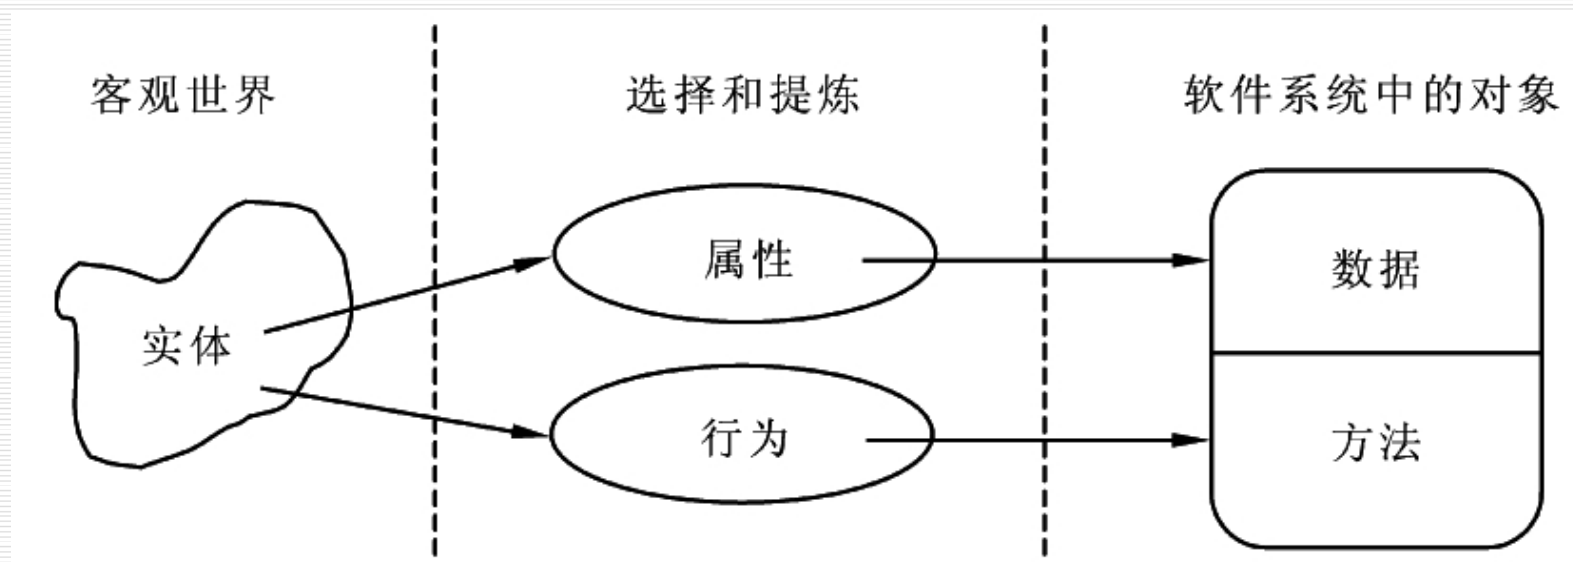 客观世界
选择和提炼
软件系统中的对象
实体
属性
行为
数据
方法